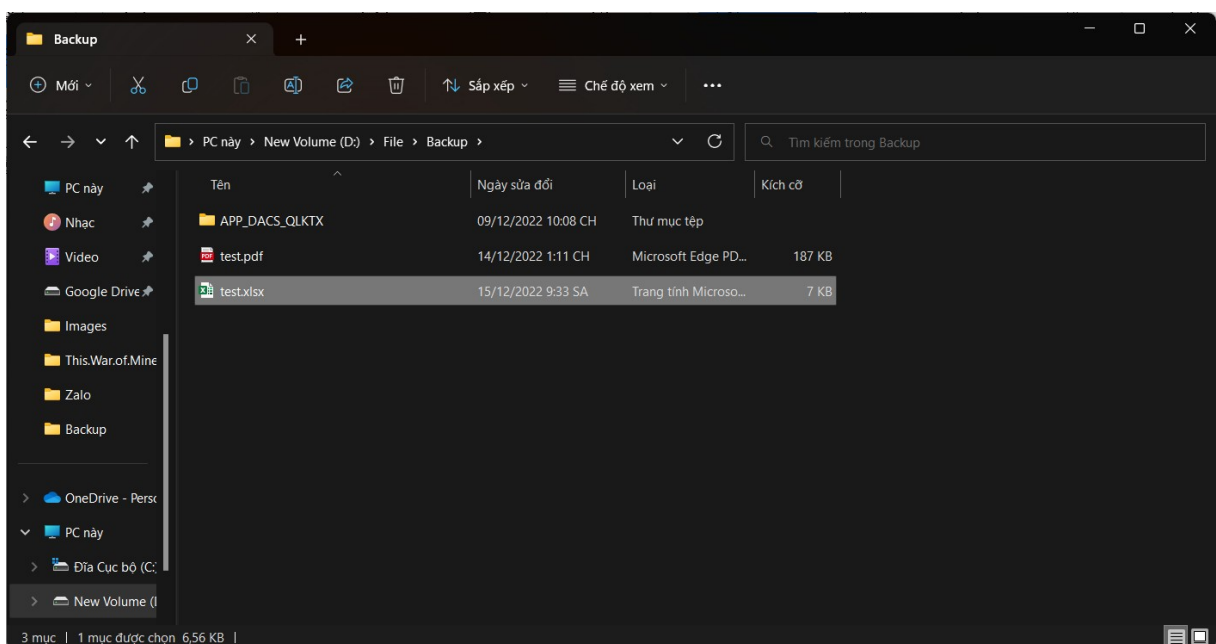 Backup
Mới
Sắp xếp
Chế độ xem
PC này > New Volume (D:) > File > Backup >
Tìm kiếm trong Backup
Tên Ngày sửa đổi Loại Kích cỡ
APP_DACS_QLKTX 09/12/2022 10:08 CH Thư mục tệp
test.pdf 14/12/2022 1:11 CH Microsoft Edge PD... 187 KB
test.xlsx 15/12/2022 9:33 SA Trang tính Microso... 7 KB
PC này
Nhạc
Video
Google Drive
Images
This.War.of.Mine
Zalo
Backup
OneDrive - Perso
PC này
Đĩa Cục bộ (C:)
New Volume (
3 mục | 1 mục được chọn 6,56 KB |